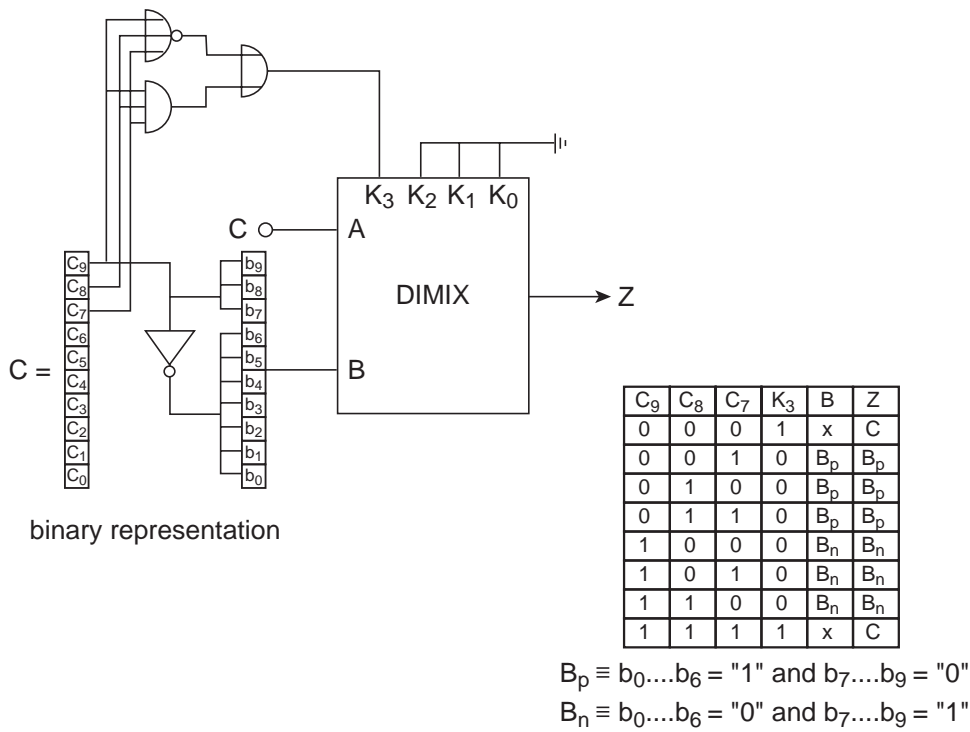 K₃ K₂ K₁ K₀
C
A
DIMIX
Z
B
C =
C₉
C₈
C₇
C₆
C₅
C₄
C₃
C₂
C₁
C₀
b₉
b₈
b₇
b₆
b₅
b₄
b₃
b₂
b₁
b₀
binary representation
C₉ C₈ C₇ K₃ B Z
0 0 0 1 x C
0 0 1 0 Bₚ Bₚ
0 1 0 0 Bₚ Bₚ
0 1 1 0 Bₚ Bₚ
1 0 0 0 Bₙ Bₙ
1 0 1 0 Bₙ Bₙ
1 1 0 0 Bₙ Bₙ
1 1 1 1 x C
Bₚ ≡ b₀....b₆ = "1" and b₇....b₉ = "0"
Bₙ ≡ b₀....b₆ = "0" and b₇....b₉ = "1"